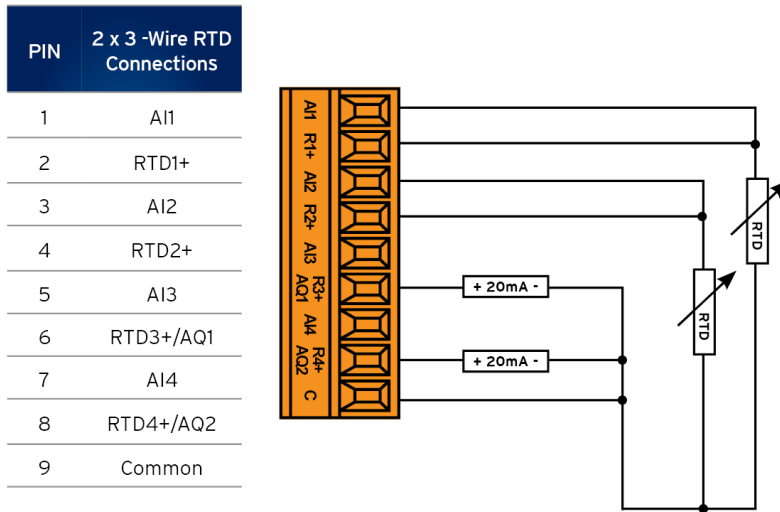 PIN
2 x 3 -Wire RTD
Connections
1
AI1
2
RTD1+
3
AI2
4
RTD2+
5
AI3
6
RTD3+/AQ1
7
AI4
8
RTD4+/AQ2
9
Common
AI1
R1+
AI2
R2+
AI3
R3+
AQ1
AI4
R4+
AQ2
C
+ 20mA -
+ 20mA -
RTD
RTD